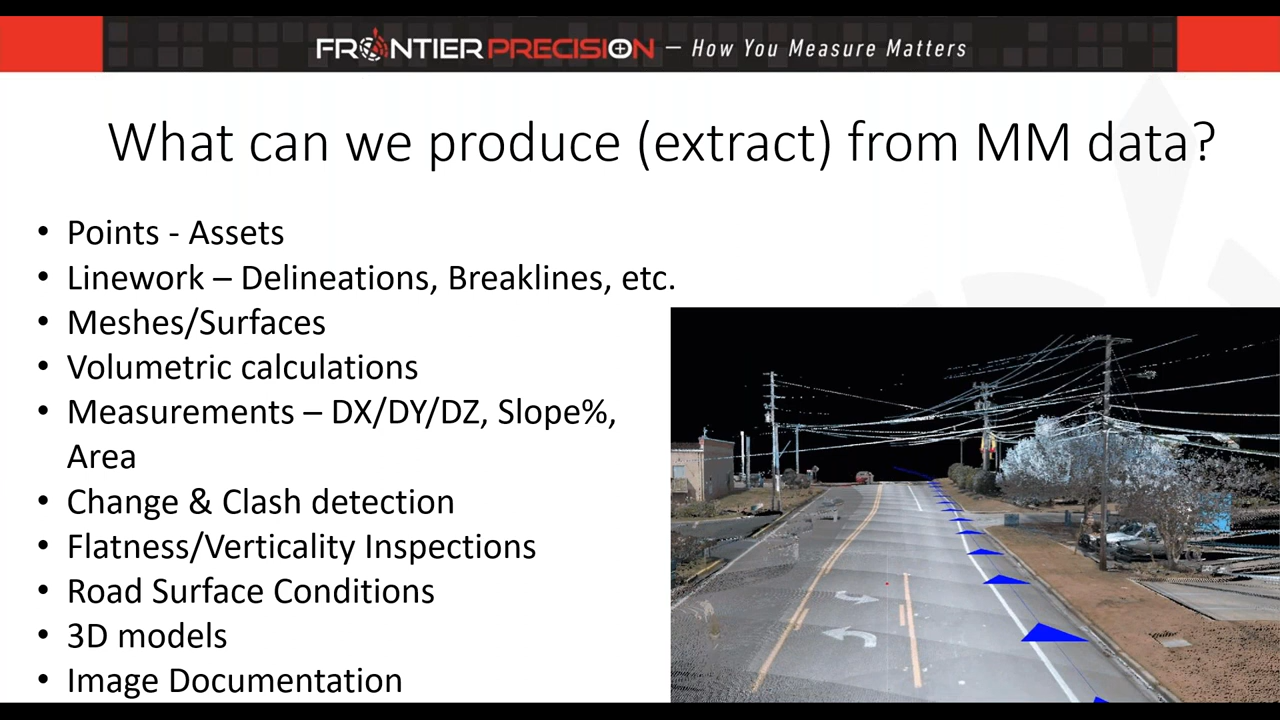 FRONTIER PRECISION — How You Measure Matters
What can we produce (extract) from MM data?
• Points - Assets
• Linework – Delineations, Breaklines, etc.
• Meshes/Surfaces
• Volumetric calculations
• Measurements – DX/DY/DZ, Slope%,
Area
• Change & Clash detection
• Flatness/Verticality Inspections
• Road Surface Conditions
• 3D models
• Image Documentation